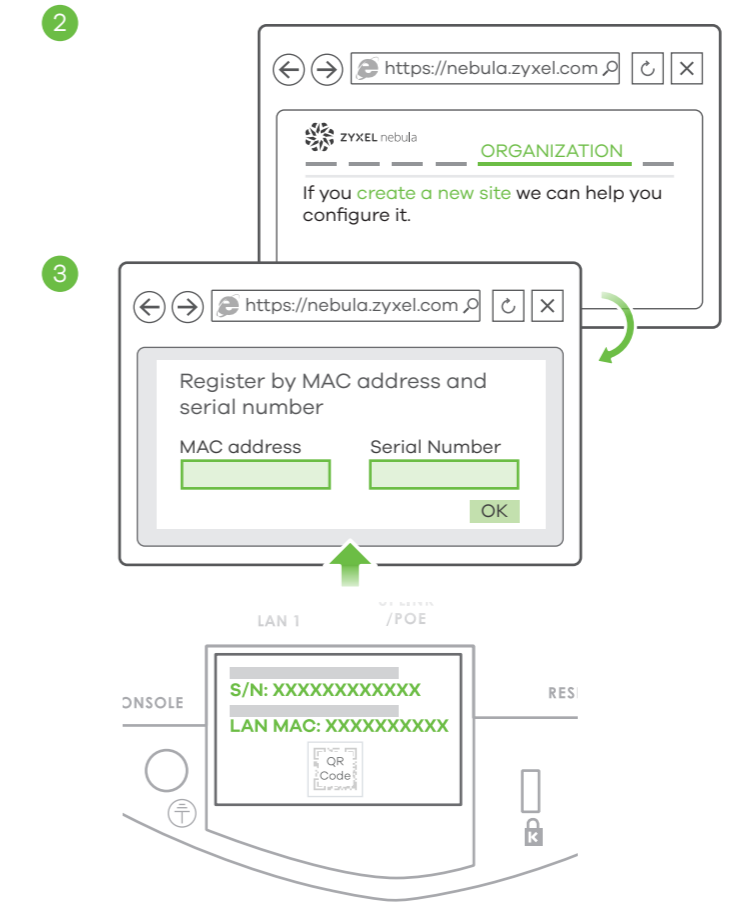 2
https://nebula.zyxel.com
ZYXEL nebula
ORGANIZATION
If you create a new site we can help you
configure it.
3
https://nebula.zyxel.com
Register by MAC address and
serial number
MAC address
Serial Number
OK
LAN 1
/POE
S/N: XXXXXXXXXXXX
LAN MAC: XXXXXXXXXX
QR
Code
K